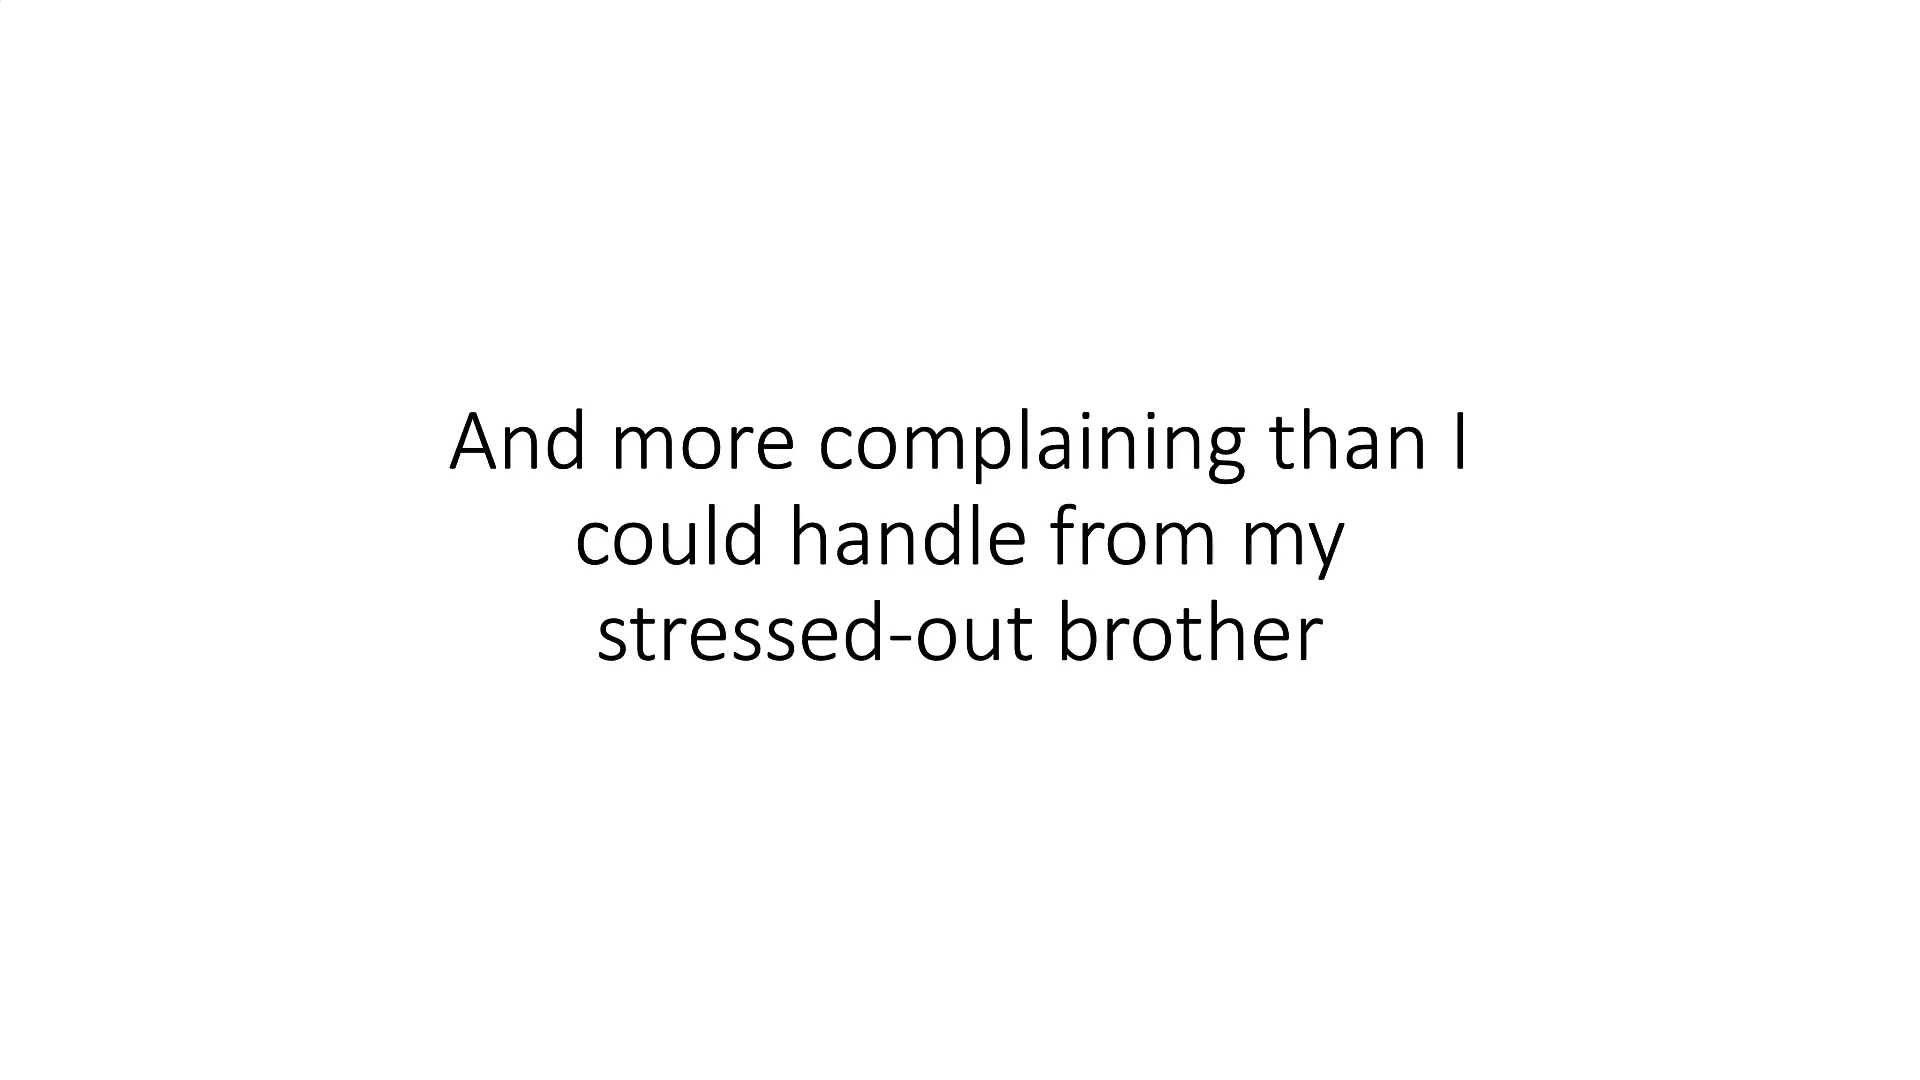 And more complaining than I
could handle from my
stressed-out brother